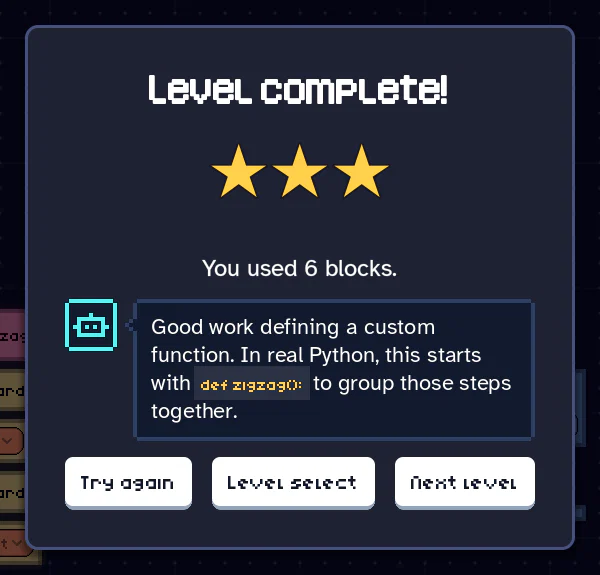 Level complete!
You used 6 blocks.
Good work defining a custom
function. In real Python, this starts
with def zigzag(): to group those steps
together.
Try again
Level select
Next level